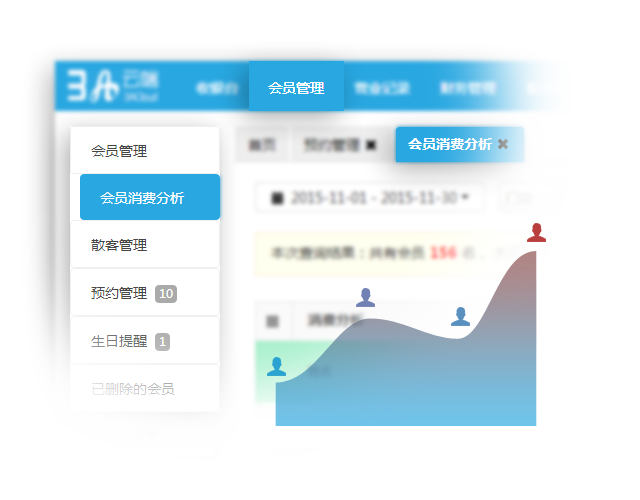 云端
收银台 会员管理 营业记录 财务管理
会员管理
会员消费分析
散客管理
预约管理 10
生日提醒 1
已删除的会员
首页 预约管理 ✖ 会员消费分析 ✖
2015-11-01 - 2015-11-30
本次查询结果：共有会员 156 名，
消费分析